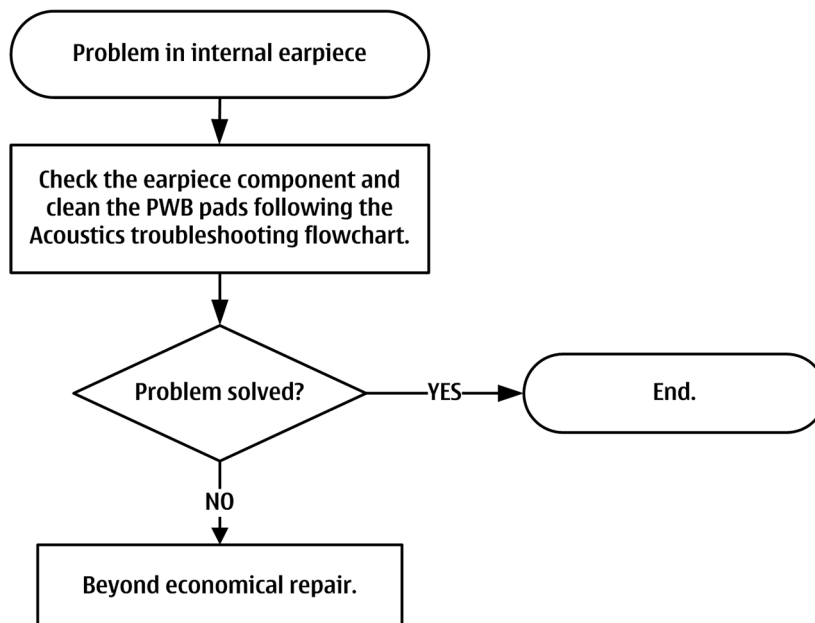 Problem in internal earpiece
Check the earpiece component and
clean the PWB pads following the
Acoustics troubleshooting flowchart.
Problem solved?
YES
End.
NO
Beyond economical repair.